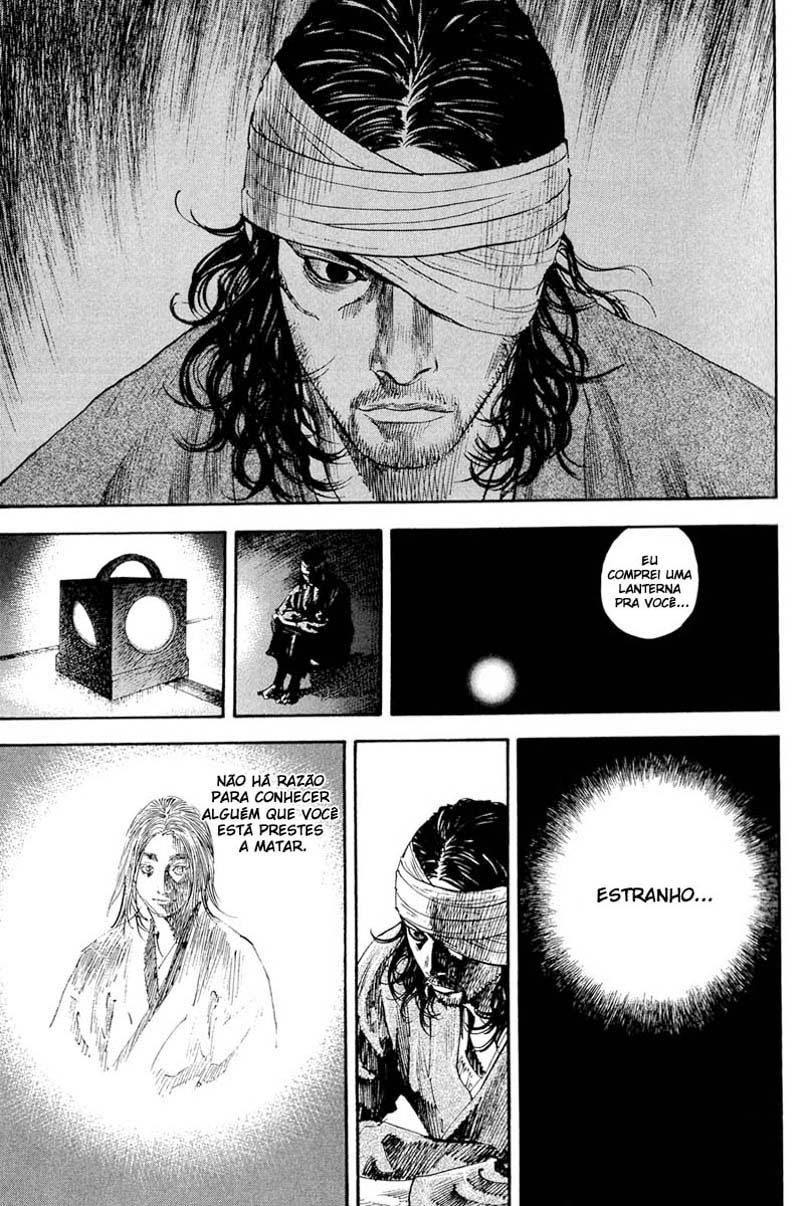 EU
COMPREI UMA
LANTERNA
PRA VOCÊ...
ESTRANHO...
NÃO HÁ RAZÃO
PARA CONHECER
ALGUÉM QUE VOCÊ
ESTÁ PRESTES
A MATAR.